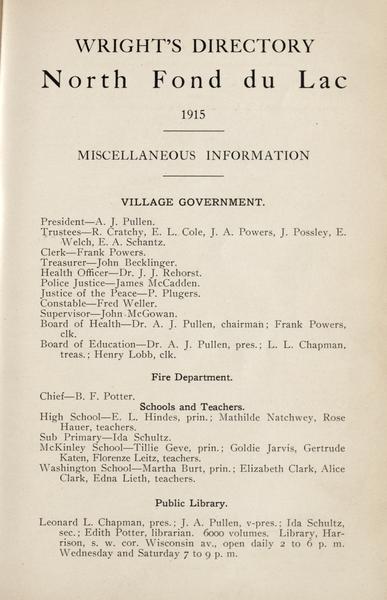 WRIGHT'S DIRECTORY
North Fond du Lac
1915
MISCELLANEOUS INFORMATION
VILLAGE GOVERNMENT.
President—A. J. Pullen.
Trustees—R. Cratchy, E. L. Cole, J. A. Powers, J. Possley, E.
Welch, E. A. Schantz.
Clerk—Frank Powers.
Treasurer—John Becklinger.
Health Officer—Dr. J. J. Rehorst.
Police Justice—James McCadden.
Justice of the Peace—P. Plugers.
Constable—Fred Weller.
Supervisor—John McGowan.
Board of Health—Dr. A. J. Pullen, chairman; Frank Powers,
clk.
Board of Education—Dr. A. J. Pullen, pres.; L. L. Chapman,
treas.; Henry Lobb, clk.
Fire Department.
Chief—B. F. Potter.
Schools and Teachers.
High School—E. L. Hindes, prin.; Mathilde Natchwey, Rose
Hauer, teachers.
Sub Primary—Ida Schultz.
McKinley School—Tillie Geve, prin.; Goldie Jarvis, Gertrude
Katen, Florenze Leitz, teachers.
Washington School—Martha Burt, prin.; Elizabeth Clark, Alice
Clark, Edna Lieth, teachers.
Public Library.
Leonard L. Chapman, pres.; J. A. Pullen, v-pres.; Ida Schultz,
sec.; Edith Potter, librarian. 6000 volumes. Library, Har-
rison, s. w. cor. Wisconsin av., open daily 2 to 6 p. m.
Wednesday and Saturday 7 to 9 p. m.